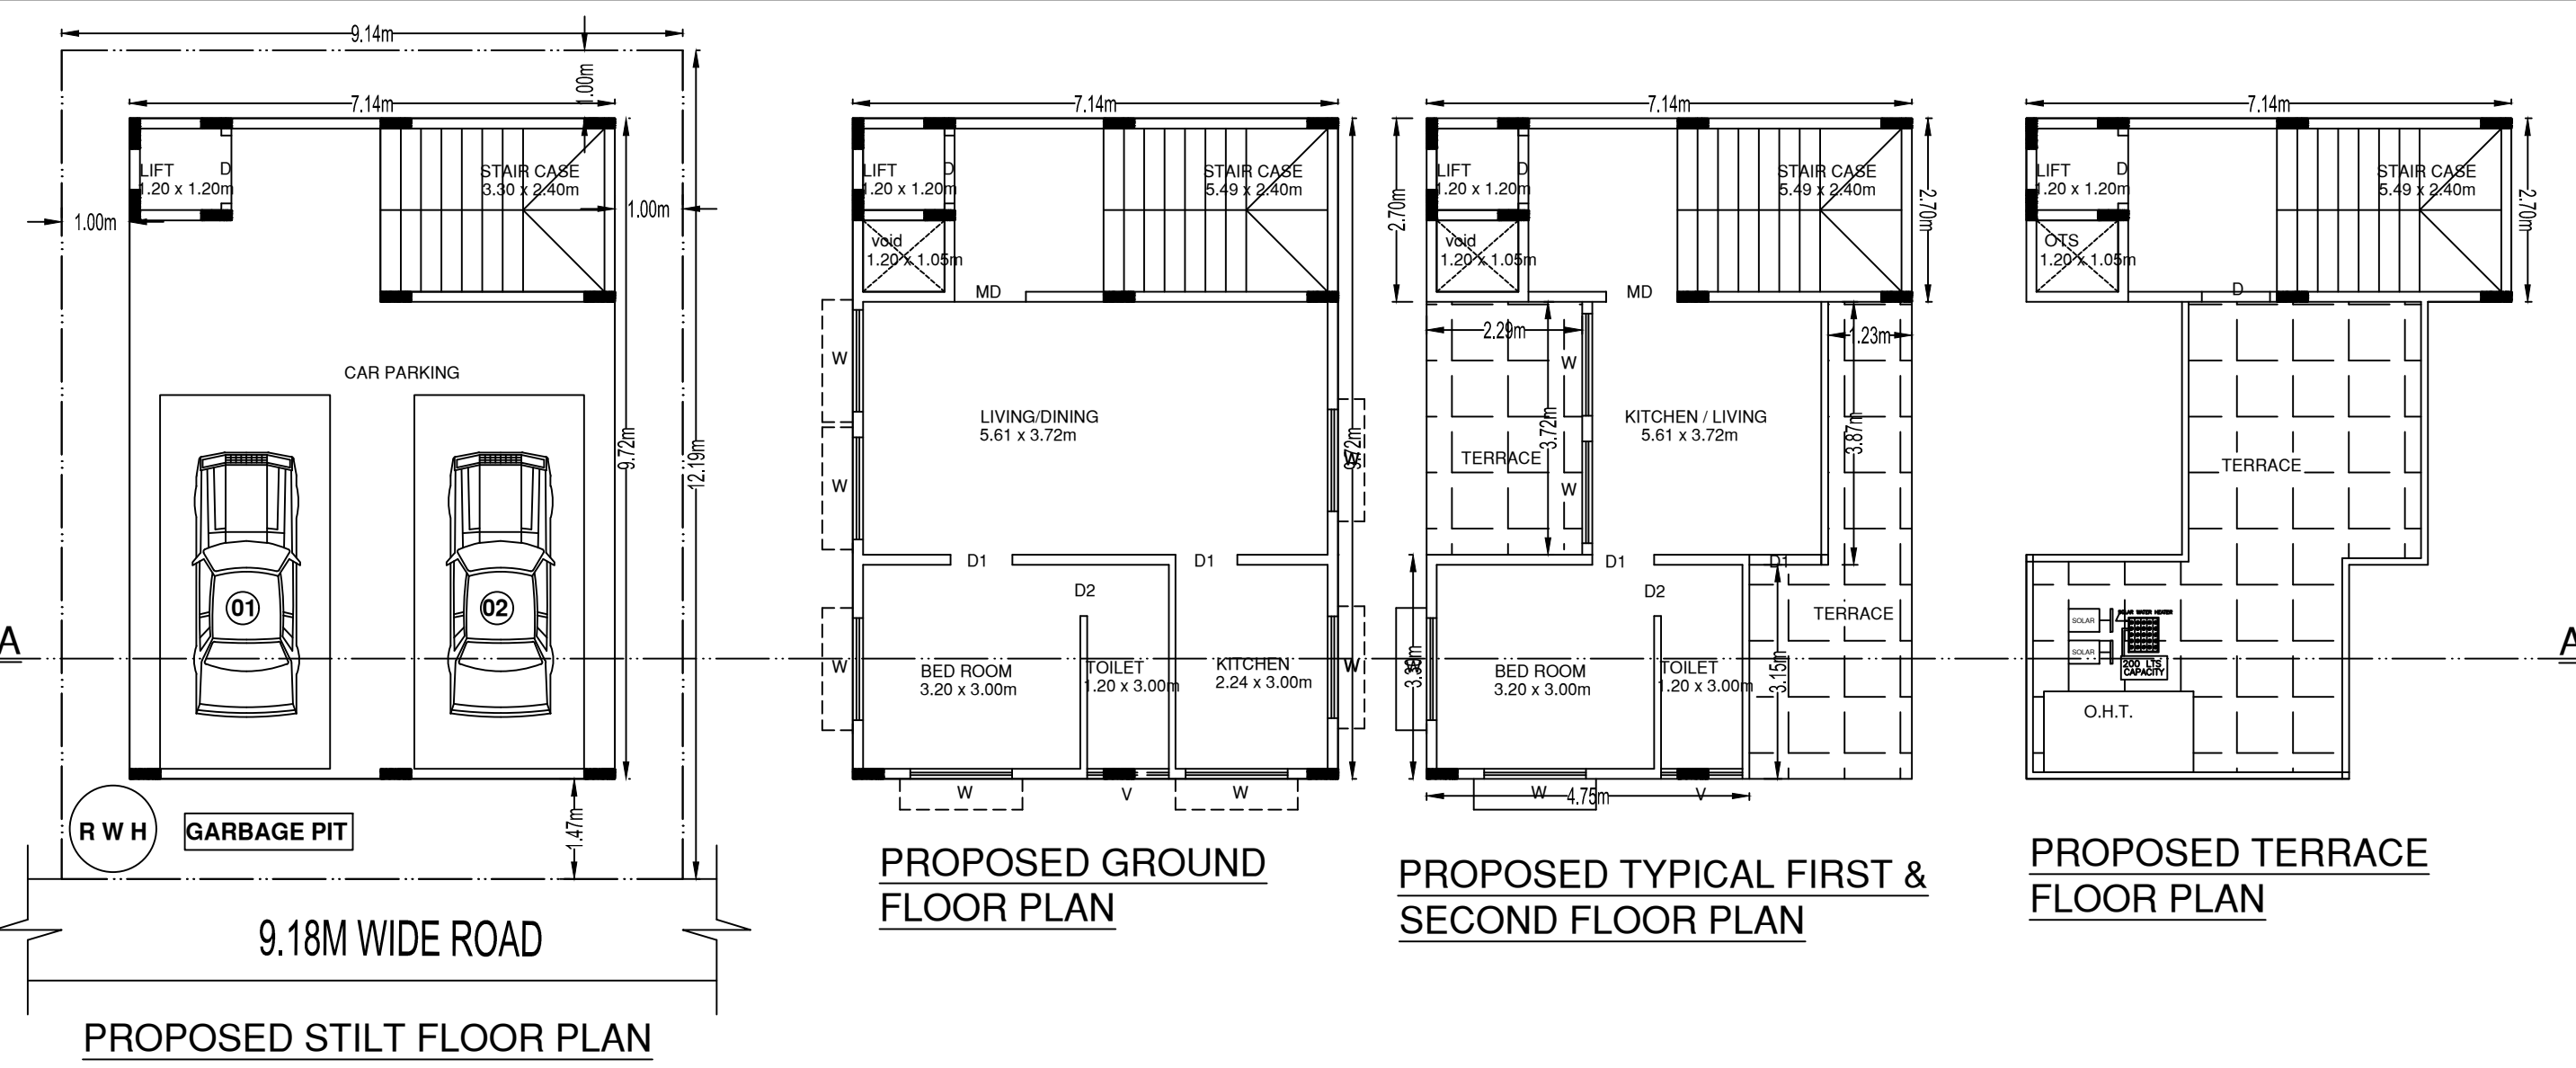 9.14m
1.00m
7.14m
LIFT
1.20 x 1.20m
D
STAIR CASE
3.30 x 2.40m
1.00m
1.00m
CAR PARKING
9.72m
12.19m
01
02
R W H
GARBAGE PIT
1.47m
9.18M WIDE ROAD
PROPOSED STILT FLOOR PLAN
A
7.14m
LIFT
1.20 x 1.20m
D
STAIR CASE
5.49 x 2.40m
void
1.20 x 1.05m
MD
W
W
LIVING/DINING
5.61 x 3.72m
9.72m
W
D1
D1
D2
W
BED ROOM
3.20 x 3.00m
TOILET
1.20 x 3.00m
KITCHEN
2.24 x 3.00m
W
W
V
W
PROPOSED GROUND
FLOOR PLAN
7.14m
2.70m
LIFT
1.20 x 1.20m
D
STAIR CASE
5.49 x 2.40m
2.70m
void
1.20 x 1.05m
MD
2.29m
1.23m
W
W
3.72m
TERRACE
KITCHEN / LIVING
5.61 x 3.72m
3.87m
D1
D1
D2
TERRACE
BED ROOM
3.20 x 3.00m
TOILET
1.20 x 3.00m
3.15m
W
4.75m
V
PROPOSED TYPICAL FIRST &
SECOND FLOOR PLAN
7.14m
LIFT
1.20 x 1.20m
D
STAIR CASE
5.49 x 2.40m
2.70m
OTS
1.20 x 1.05m
D
TERRACE
SOLAR WATER HEATER
SOLAR
SOLAR
200 LTS
CAPACITY
O.H.T.
A
PROPOSED TERRACE
FLOOR PLAN